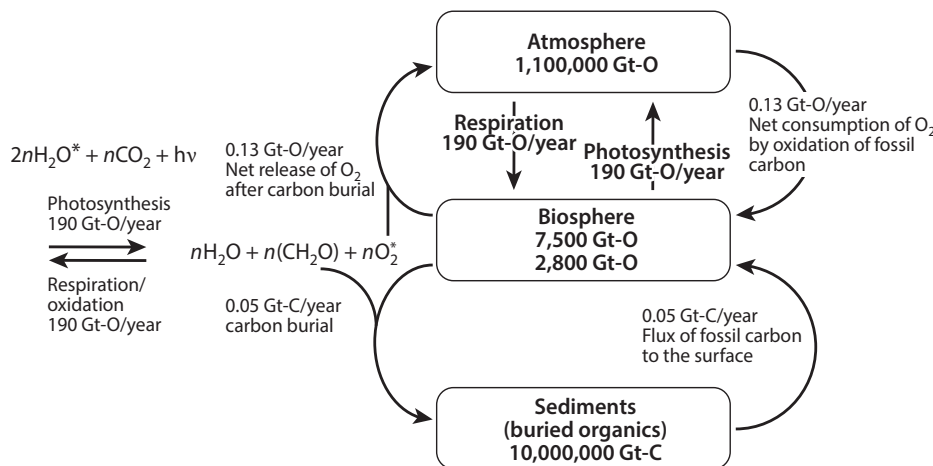 Atmosphere
1,100,000 Gt-O
0.13 Gt-O/year
Net consumption of O₂
by oxidation of fossil
carbon
Respiration
190 Gt-O/year
Photosynthesis
190 Gt-O/year
2nH₂O* + nCO₂ + hν
0.13 Gt-O/year
Net release of O₂
after carbon burial
Photosynthesis
190 Gt-O/year
Respiration/
oxidation
190 Gt-O/year
nH₂O + n(CH₂O) + nO₂*
Biosphere
7,500 Gt-O
2,800 Gt-O
0.05 Gt-C/year
carbon burial
0.05 Gt-C/year
Flux of fossil carbon
to the surface
Sediments
(buried organics)
10,000,000 Gt-C